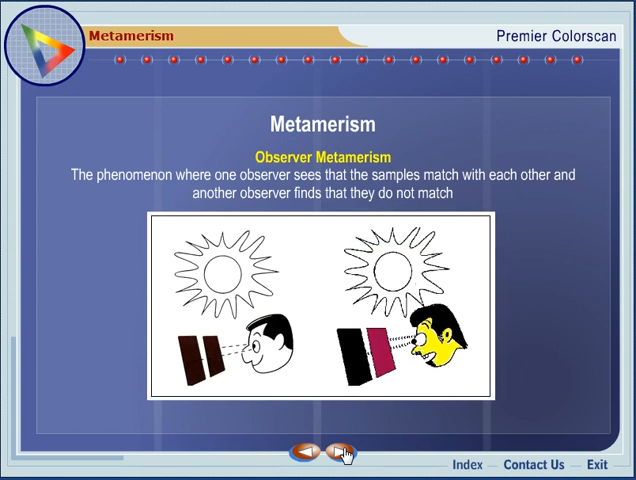 Metamerism
Premier Colorscan
Metamerism
Observer Metamerism
The phenomenon where one observer sees that the samples match with each other and
another observer finds that they do not match
Index
Contact Us
Exit